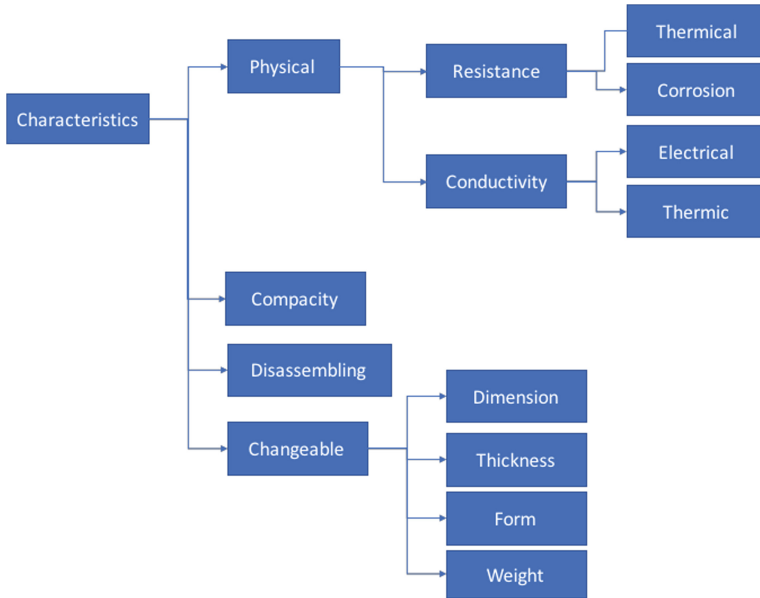 Thermical
Physical
Resistance
Corrosion
Characteristics
Electrical
Conductivity
Thermic
Compacity
Disassembling
Dimension
Changeable
Thickness
Form
Weight